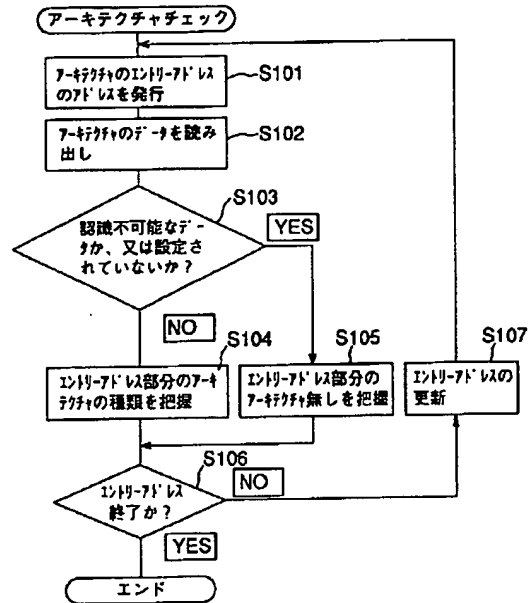 アーキテクチャチェック
アーキテクチャのエントリーアドレス
のアドレスを発行
S101
アーキテクチャのデータを読み
出し
S102
S103
認識不可能なデー
タか、又は設定さ
れていないか？
YES
NO
S104
エントリーアドレス部分のアーキ
テクチャの種類を把握
S105
エントリーアドレス部分の
アーキテクチャ無しを把握
S107
エントリーアドレスの
更新
S106
エントリーアドレス
終了か？
NO
YES
エンド